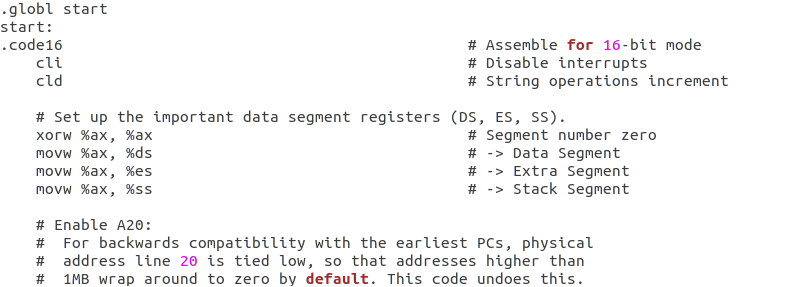 .globl start
start:
.code16                                             # Assemble for 16-bit mode
    cli                                             # Disable interrupts
    cld                                             # String operations increment

    # Set up the important data segment registers (DS, ES, SS).
    xorw %ax, %ax                                   # Segment number zero
    movw %ax, %ds                                   # -> Data Segment
    movw %ax, %es                                   # -> Extra Segment
    movw %ax, %ss                                   # -> Stack Segment

    # Enable A20:
    #  For backwards compatibility with the earliest PCs, physical
    #  address line 20 is tied low, so that addresses higher than
    #  1MB wrap around to zero by default. This code undoes this.